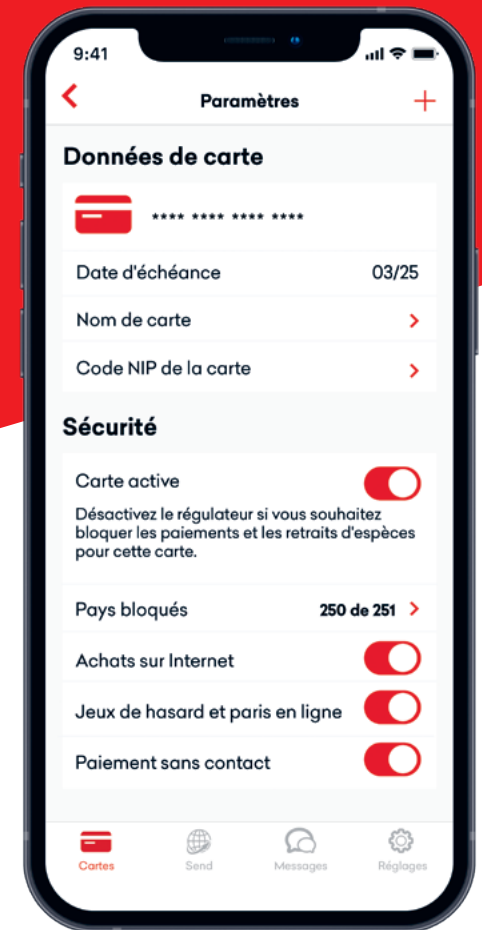 9:41
Paramètres
Données de carte
**** **** **** ****
Date d'échéance 03/25
Nom de carte
Code NIP de la carte
Sécurité
Carte active
Désactivez le régulateur si vous souhaitez
bloquer les paiements et les retraits d'espèces
pour cette carte.
Pays bloqués 250 de 251
Achats sur Internet
Jeux de hasard et paris en ligne
Paiement sans contact
Cartes Send Messages Réglages